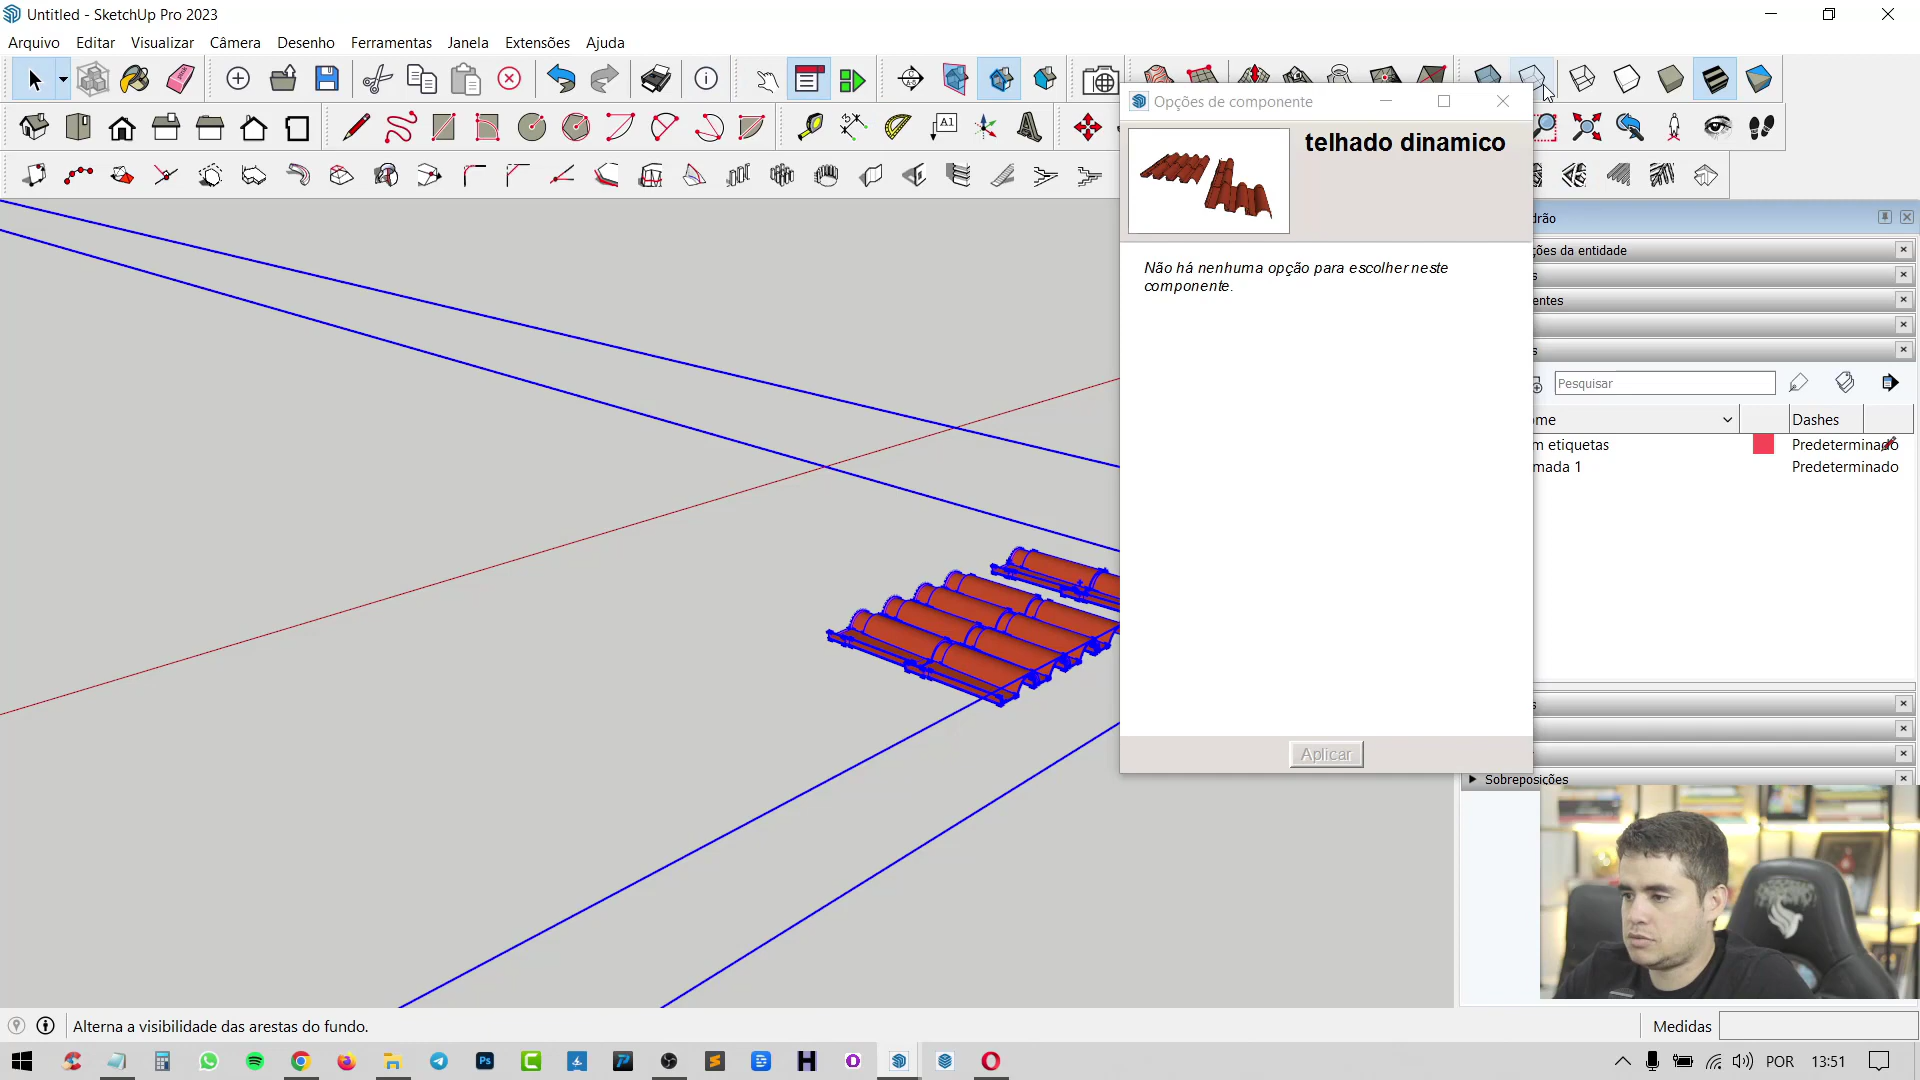 Untitled - SketchUp Pro 2023
Arquivo Editar Visualizar Câmera Desenho Ferramentas Janela Extensões Ajuda
Opções de componente
telhado dinamico
Não há nenhuma opção para escolher neste
componente.
Aplicar
drão
ções da entidade
s
entes
s
Pesquisar
ome Dashes
m etiquetas Predeterminado
mada 1 Predeterminado
s
Sobreposições
Alterna a visibilidade das arestas do fundo.
Medidas
POR 13:51